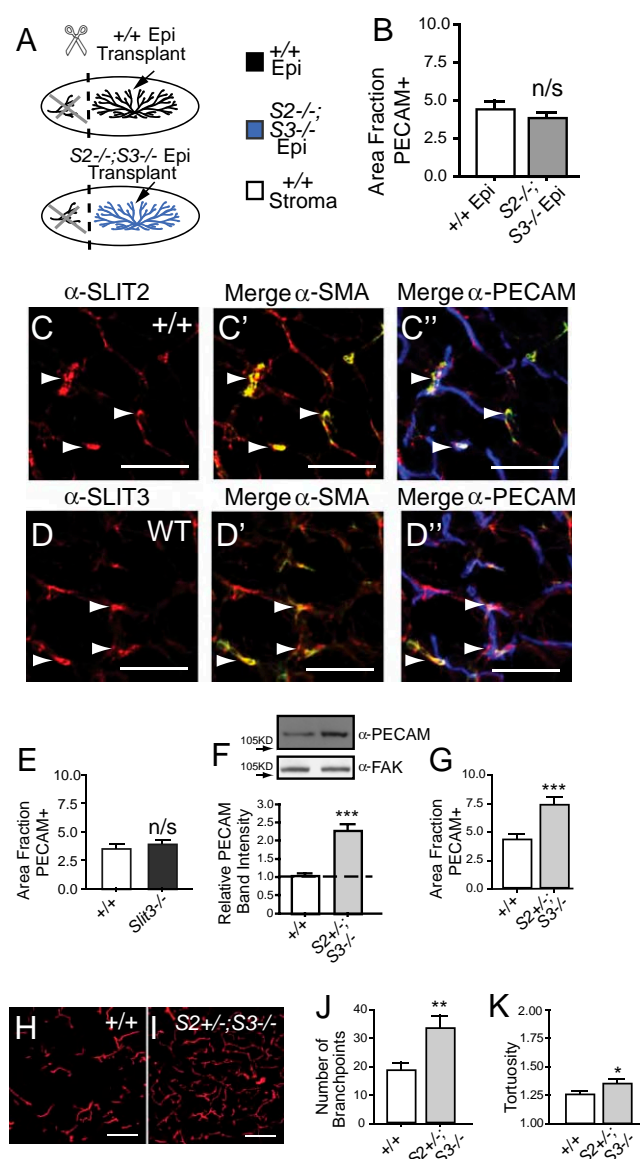 A
+/+ Epi
Transplant
S2-/-;S3-/- Epi
Transplant
+/+
Epi
S2-/-;
S3-/-
Epi
+/+
Stroma
B
Area Fraction
PECAM+
10.0
7.5
5.0
2.5
0.0
n/s
+/+ Epi
S2-/-;
S3-/- Epi
α-SLIT2
Merge α-SMA
Merge α-PECAM
C
+/+
C'
C''
α-SLIT3
Merge α-SMA
Merge α-PECAM
D
WT
D'
D''
E
Area Fraction
PECAM+
10.0
7.5
5.0
2.5
0.0
n/s
+/+
Slit3-/-
F
105KD
α-PECAM
105KD
α-FAK
Relative PECAM
Band Intensity
3.0
2.5
2.0
1.5
1.0
0.5
0
***
+/+
S2+/-;
S3-/-
G
Area Fraction
PECAM+
10.0
7.5
5.0
2.5
0.0
***
+/+
S2+/-;
S3-/-
H
+/+
I
S2+/-;S3-/-
J
Number of
Branchpoints
40
30
20
10
0
**
+/+
S2+/-;
S3-/-
K
Tortuosity
2.00
1.75
1.50
1.25
1.00
*
+/+
S2+/-;
S3-/-